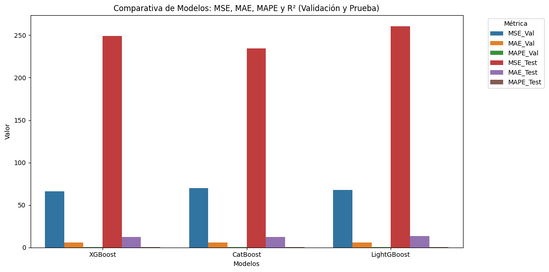 Comparativa de Modelos: MSE, MAE, MAPE y R² (Validación y Prueba)
Métrica
MSE_Val
MAE_Val
MAPE_Val
MSE_Test
MAE_Test
MAPE_Test
Valor
250
200
150
100
50
0
XGBoost
CatBoost
LightGBoost
Modelos